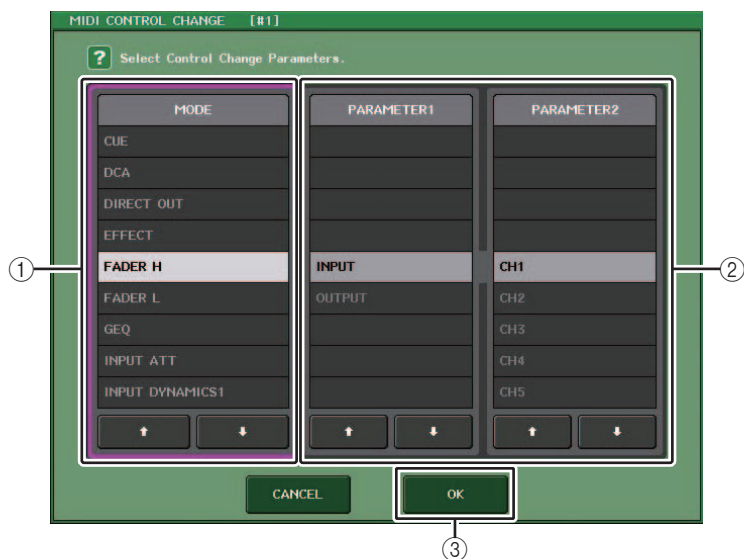 MIDI CONTROL CHANGE [#1]
? Select Control Change Parameters.
MODE
CUE
DCA
DIRECT OUT
EFFECT
FADER H
FADER L
GEQ
INPUT ATT
INPUT DYNAMICS1
PARAMETER1
INPUT
OUTPUT
PARAMETER2
CH1
CH2
CH3
CH4
CH5
CANCEL
OK
①
②
③